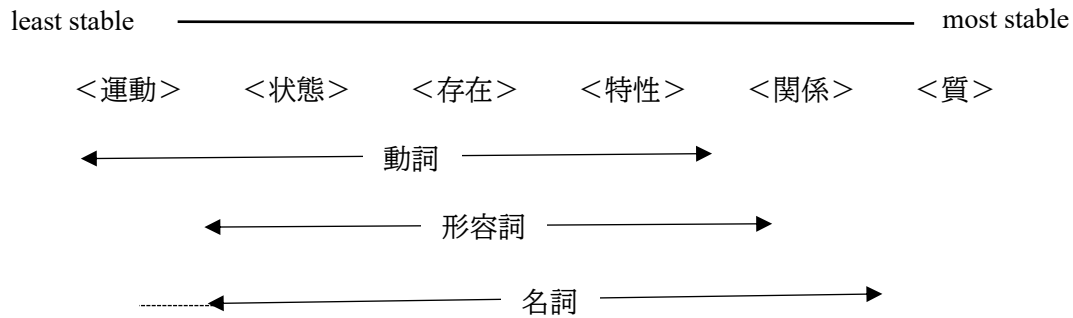 least stable most stable
＜運動＞ ＜状態＞ ＜存在＞ ＜特性＞ ＜関係＞ ＜質＞
動詞
形容詞
名詞